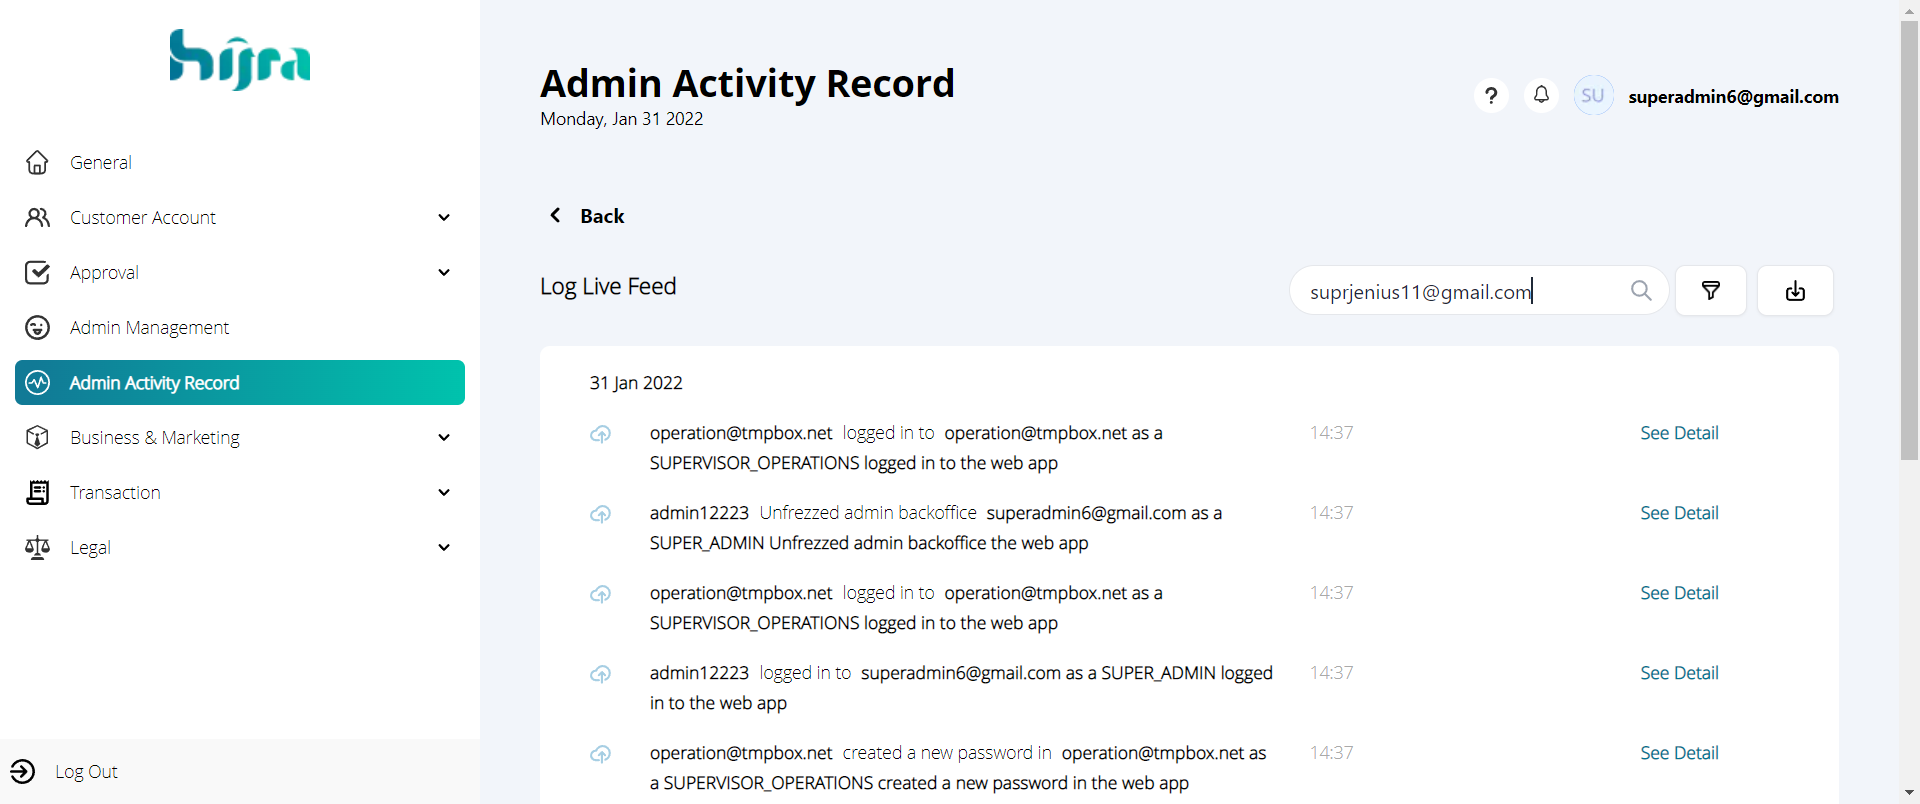 hijra
General
Customer Account
Approval
Admin Management
Admin Activity Record
Business & Marketing
Transaction
Legal
Log Out
Admin Activity Record
Monday, Jan 31 2022
?
SU
superadmin6@gmail.com
Back
Log Live Feed
suprjenius11@gmail.com
31 Jan 2022
operation@tmpbox.net logged in to operation@tmpbox.net as a
SUPERVISOR_OPERATIONS logged in to the web app
14:37
See Detail
admin12223 Unfrezzed admin backoffice superadmin6@gmail.com as a
SUPER_ADMIN Unfrezzed admin backoffice the web app
14:37
See Detail
operation@tmpbox.net logged in to operation@tmpbox.net as a
SUPERVISOR_OPERATIONS logged in to the web app
14:37
See Detail
admin12223 logged in to superadmin6@gmail.com as a SUPER_ADMIN logged
in to the web app
14:37
See Detail
operation@tmpbox.net created a new password in operation@tmpbox.net as
a SUPERVISOR_OPERATIONS created a new password in the web app
14:37
See Detail